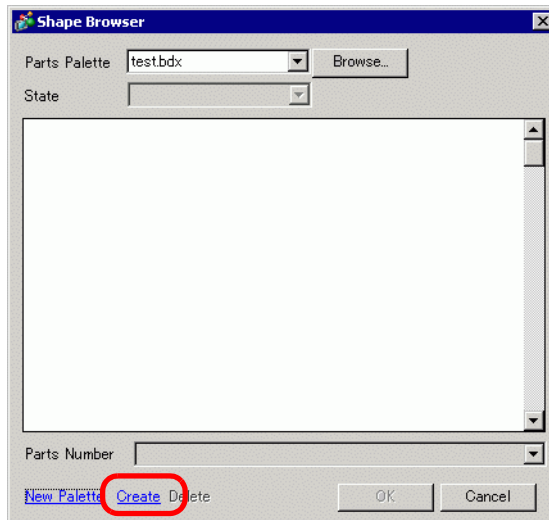 Shape Browser
Parts Palette test.bdx Browse...
State
Parts Number
New Palette Create Delete OK Cancel